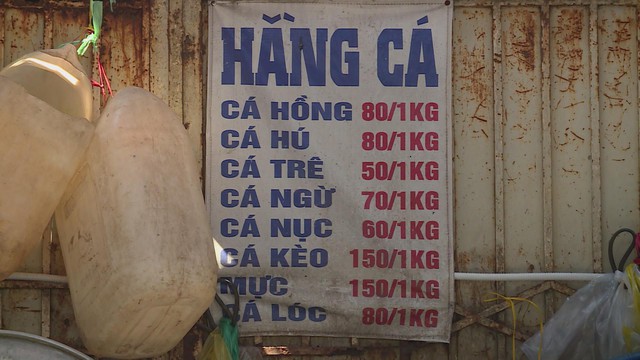 HẰNG CÁ
CÁ HỒNG 80/1KG
CÁ HÚ 80/1KG
CÁ TRÊ 50/1KG
CÁ NGỪ 70/1KG
CÁ NỤC 60/1KG
CÁ KÈO 150/1KG
MỰC 150/1KG
CÁ LÓC 80/1KG